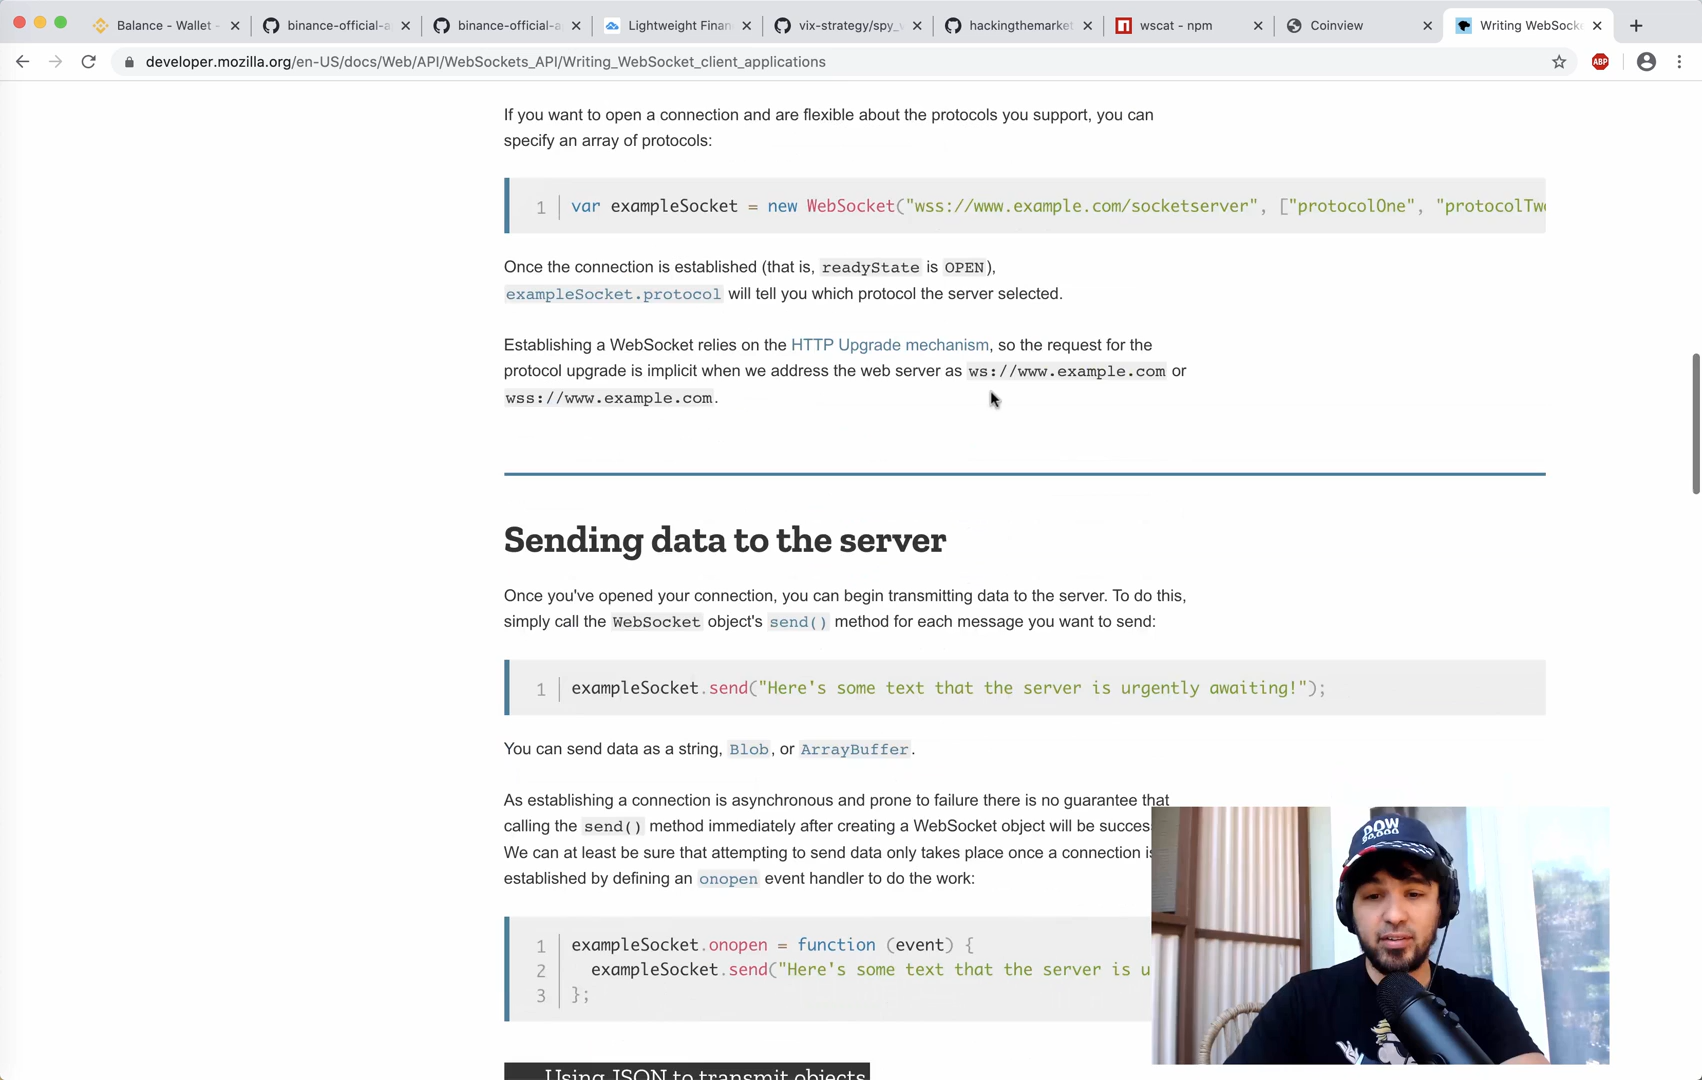 Balance - Wallet -
binance-official-a
binance-official-a
Lightweight Finan
vix-strategy/spy_v
hackingthemarket
wscat - npm
Coinview
Writing WebSocke
developer.mozilla.org/en-US/docs/Web/API/WebSockets_API/Writing_WebSocket_client_applications
ABP
If you want to open a connection and are flexible about the protocols you support, you can
specify an array of protocols:
1 var exampleSocket = new WebSocket("wss://www.example.com/socketserver", ["protocolOne", "protocolTwo
Once the connection is established (that is, readyState is OPEN),
exampleSocket.protocol will tell you which protocol the server selected.
Establishing a WebSocket relies on the HTTP Upgrade mechanism, so the request for the
protocol upgrade is implicit when we address the web server as ws://www.example.com or
wss://www.example.com.
Sending data to the server
Once you've opened your connection, you can begin transmitting data to the server. To do this,
simply call the WebSocket object's send() method for each message you want to send:
1 exampleSocket.send("Here's some text that the server is urgently awaiting!");
You can send data as a string, Blob, or ArrayBuffer.
As establishing a connection is asynchronous and prone to failure there is no guarantee that
calling the send() method immediately after creating a WebSocket object will be success
We can at least be sure that attempting to send data only takes place once a connection is
established by defining an onopen event handler to do the work:
1 exampleSocket.onopen = function (event) {
2 exampleSocket.send("Here's some text that the server is u
3 };
Using JSON to transmit objects
POW